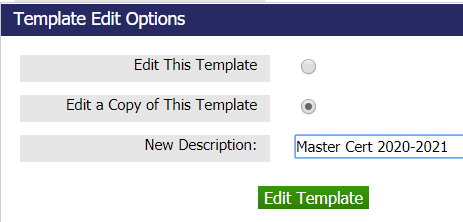 Template Edit Options
Edit This Template
Edit a Copy of This Template
New Description: Master Cert 2020-2021
Edit Template